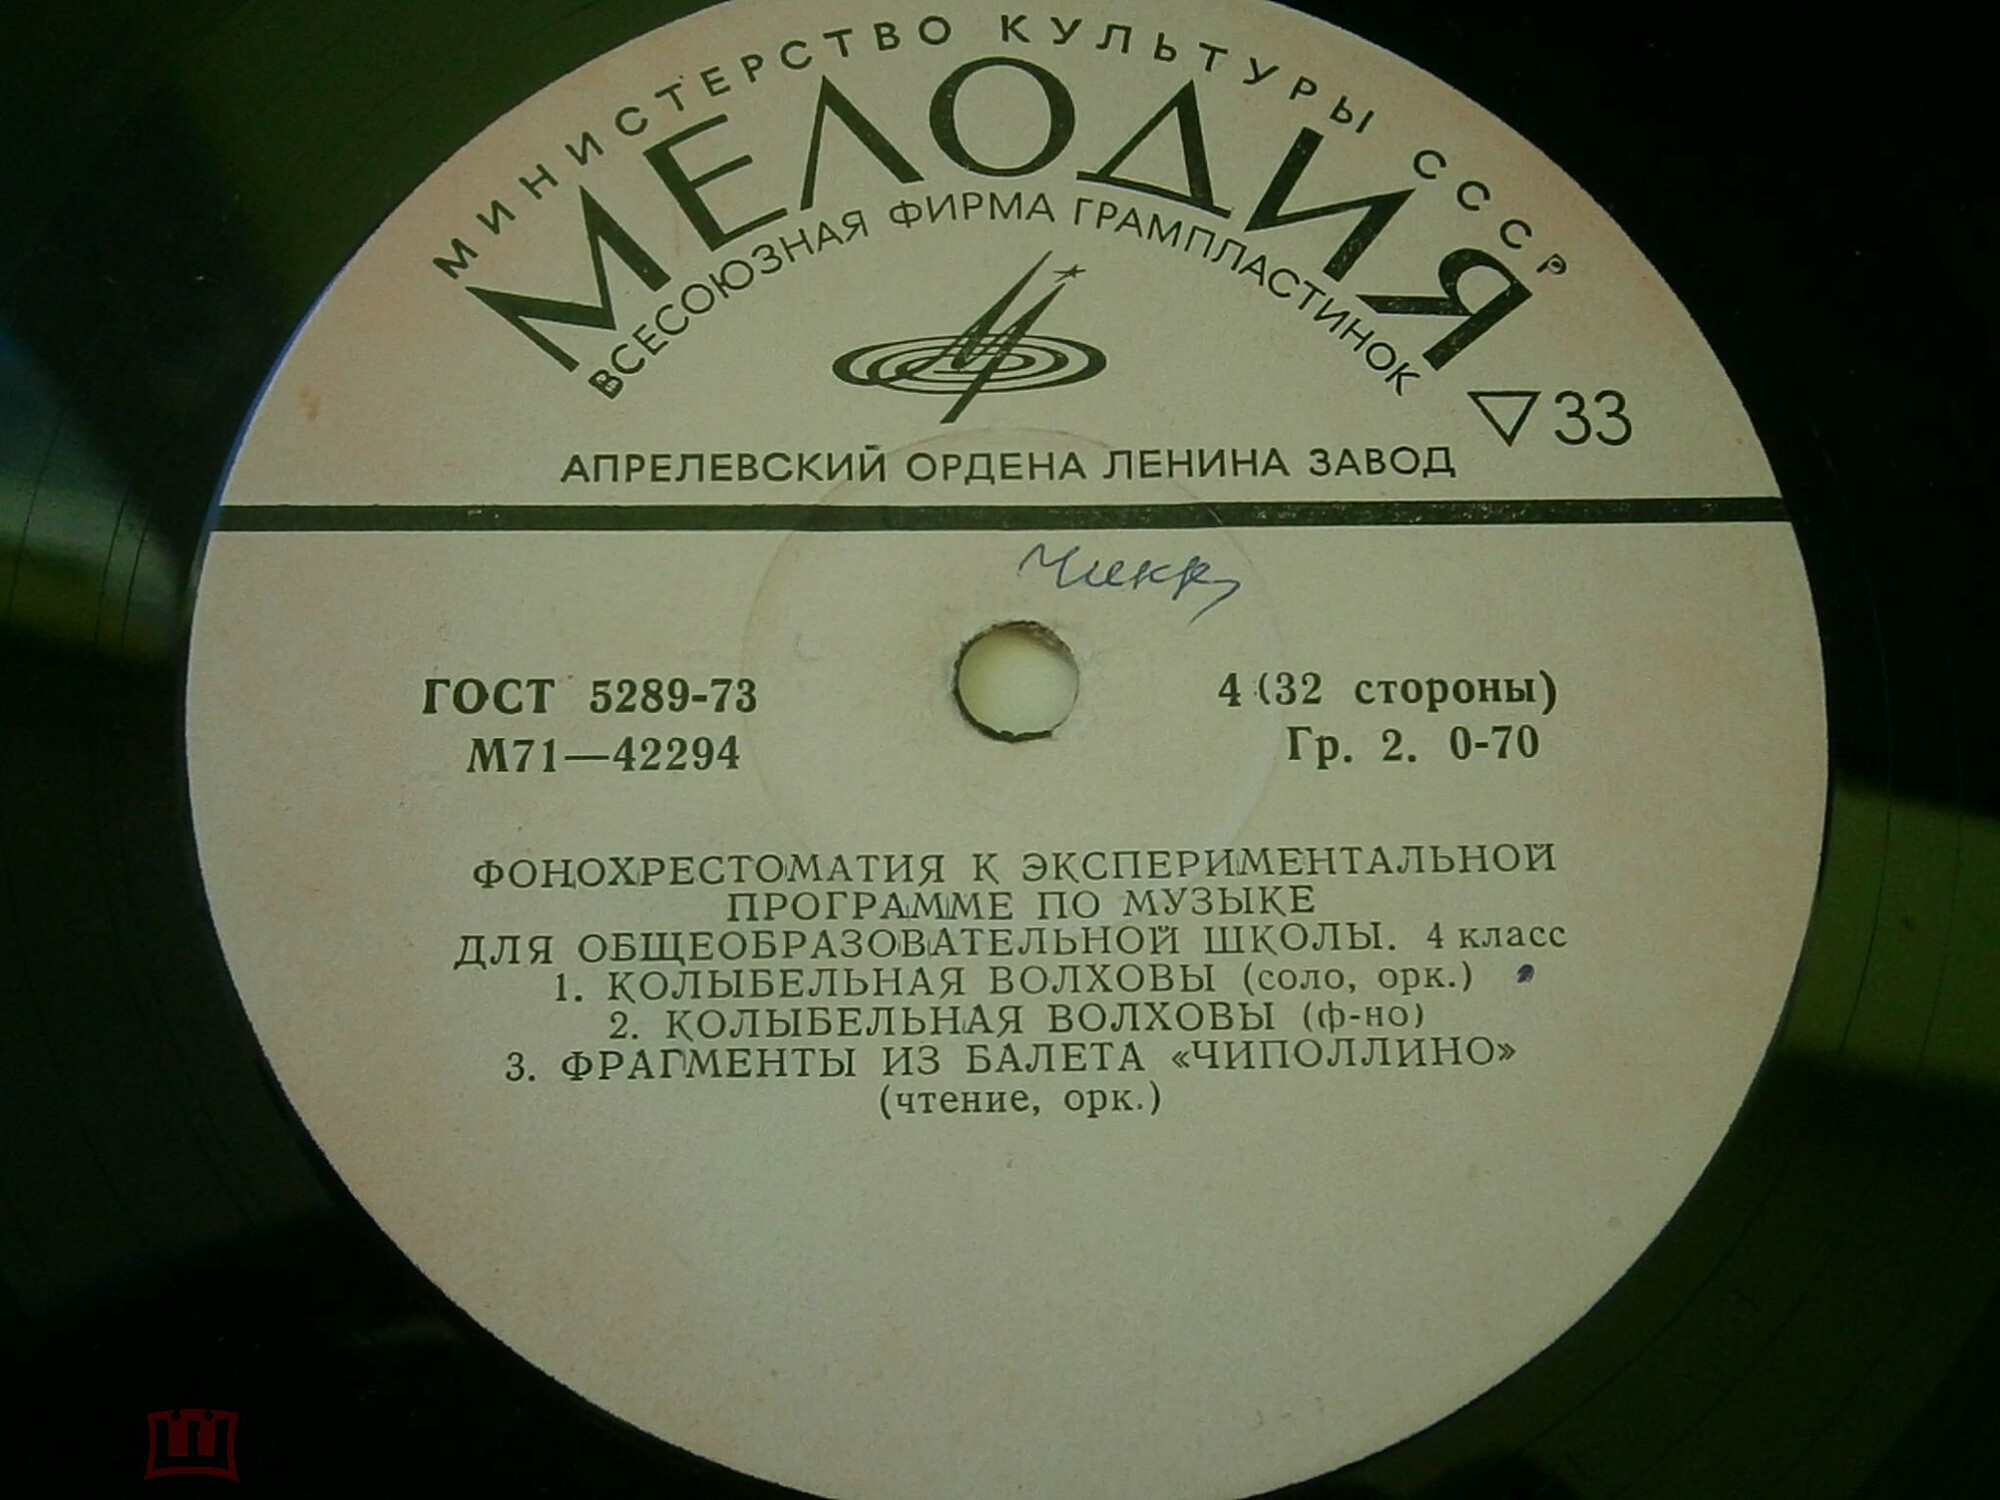 МИНИСТЕРСТВО КУЛЬТУРЫ СССР
МЕЛОДИЯ
ВСЕСОЮЗНАЯ ФИРМА ГРАМПЛАСТИНОК
▽33
АПРЕЛЕВСКИЙ ОРДЕНА ЛЕНИНА ЗАВОД
ГОСТ 5289-73
М71—42294
4 (32 стороны)
Гр. 2. 0-70
ФОНОХРЕСТОМАТИЯ К ЭКСПЕРИМЕНТАЛЬНОЙ
ПРОГРАММЕ ПО МУЗЫКЕ
ДЛЯ ОБЩЕОБРАЗОВАТЕЛЬНОЙ ШКОЛЫ. 4 класс
1. КОЛЫБЕЛЬНАЯ ВОЛХОВЫ (соло, орк.)
2. КОЛЫБЕЛЬНАЯ ВОЛХОВЫ (ф-но)
3. ФРАГМЕНТЫ ИЗ БАЛЕТА «ЧИПОЛЛИНО»
(чтение, орк.)